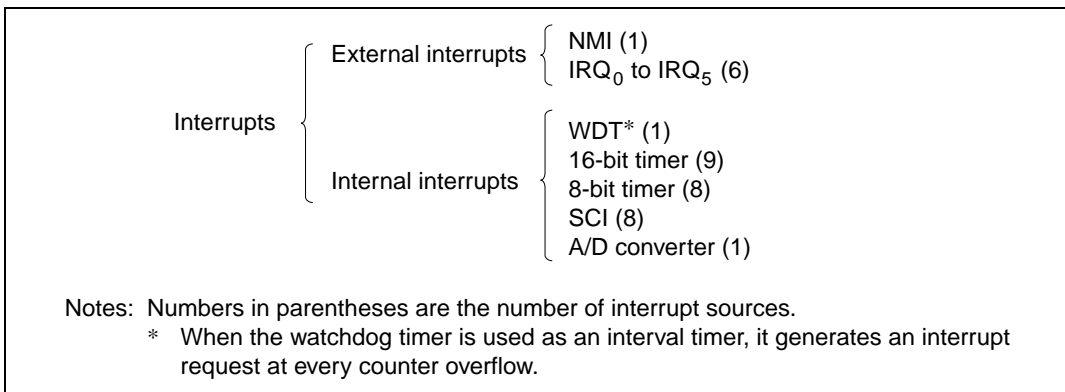 Interrupts
External interrupts
NMI (1)
IRQ0 to IRQ5 (6)
Internal interrupts
WDT* (1)
16-bit timer (9)
8-bit timer (8)
SCI (8)
A/D converter (1)
Notes: Numbers in parentheses are the number of interrupt sources.
* When the watchdog timer is used as an interval timer, it generates an interrupt
request at every counter overflow.